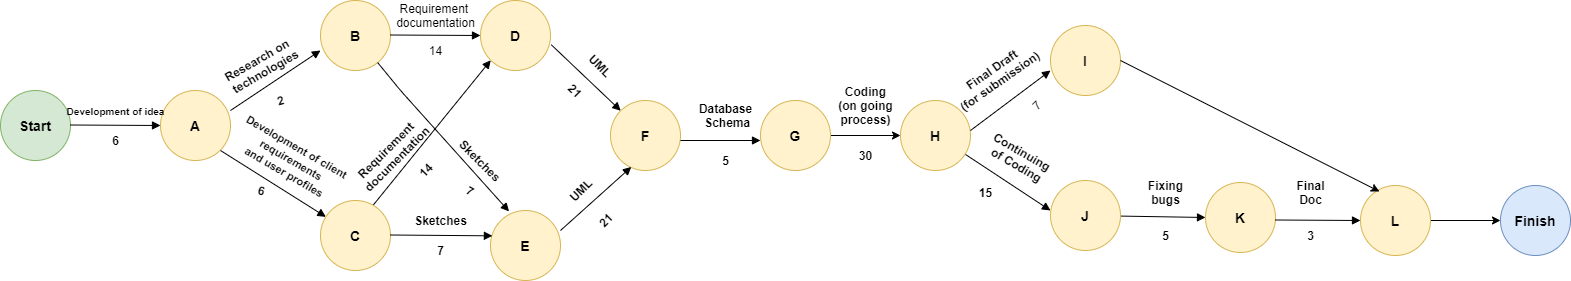 Start
Development of idea
6
A
Research on
technologies
2
Development of client
requirements
and user profiles
6
B
Requirement
documentation
14
D
Requirement
documentation
14
Sketches
7
C
Sketches
7
E
UML
21
UML
21
F
Database
Schema
5
G
Coding
(on going
process)
30
H
Final Draft
(for submission)
7
I
Continuing
of Coding
15
J
Fixing
bugs
5
K
Final
Doc
3
L
Finish